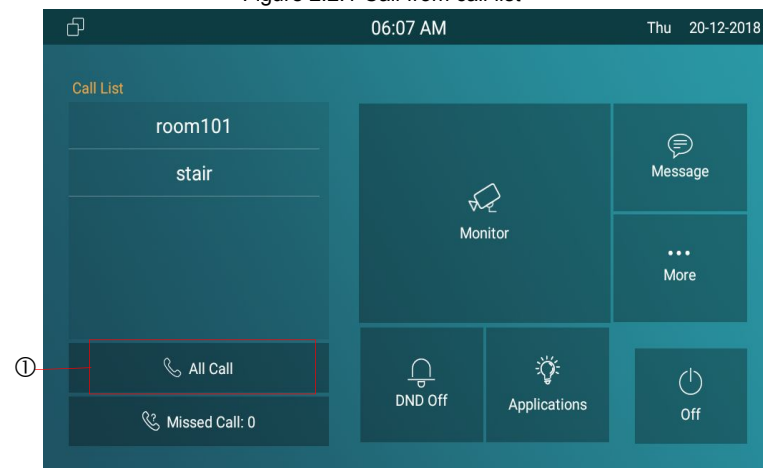 Figure 2.2.1 Call from call list
06:07 AM
Thu 20-12-2018
Call List
room101
stair
Monitor
Message
More
①
All Call
Missed Call: 0
DND Off
Applications
Off